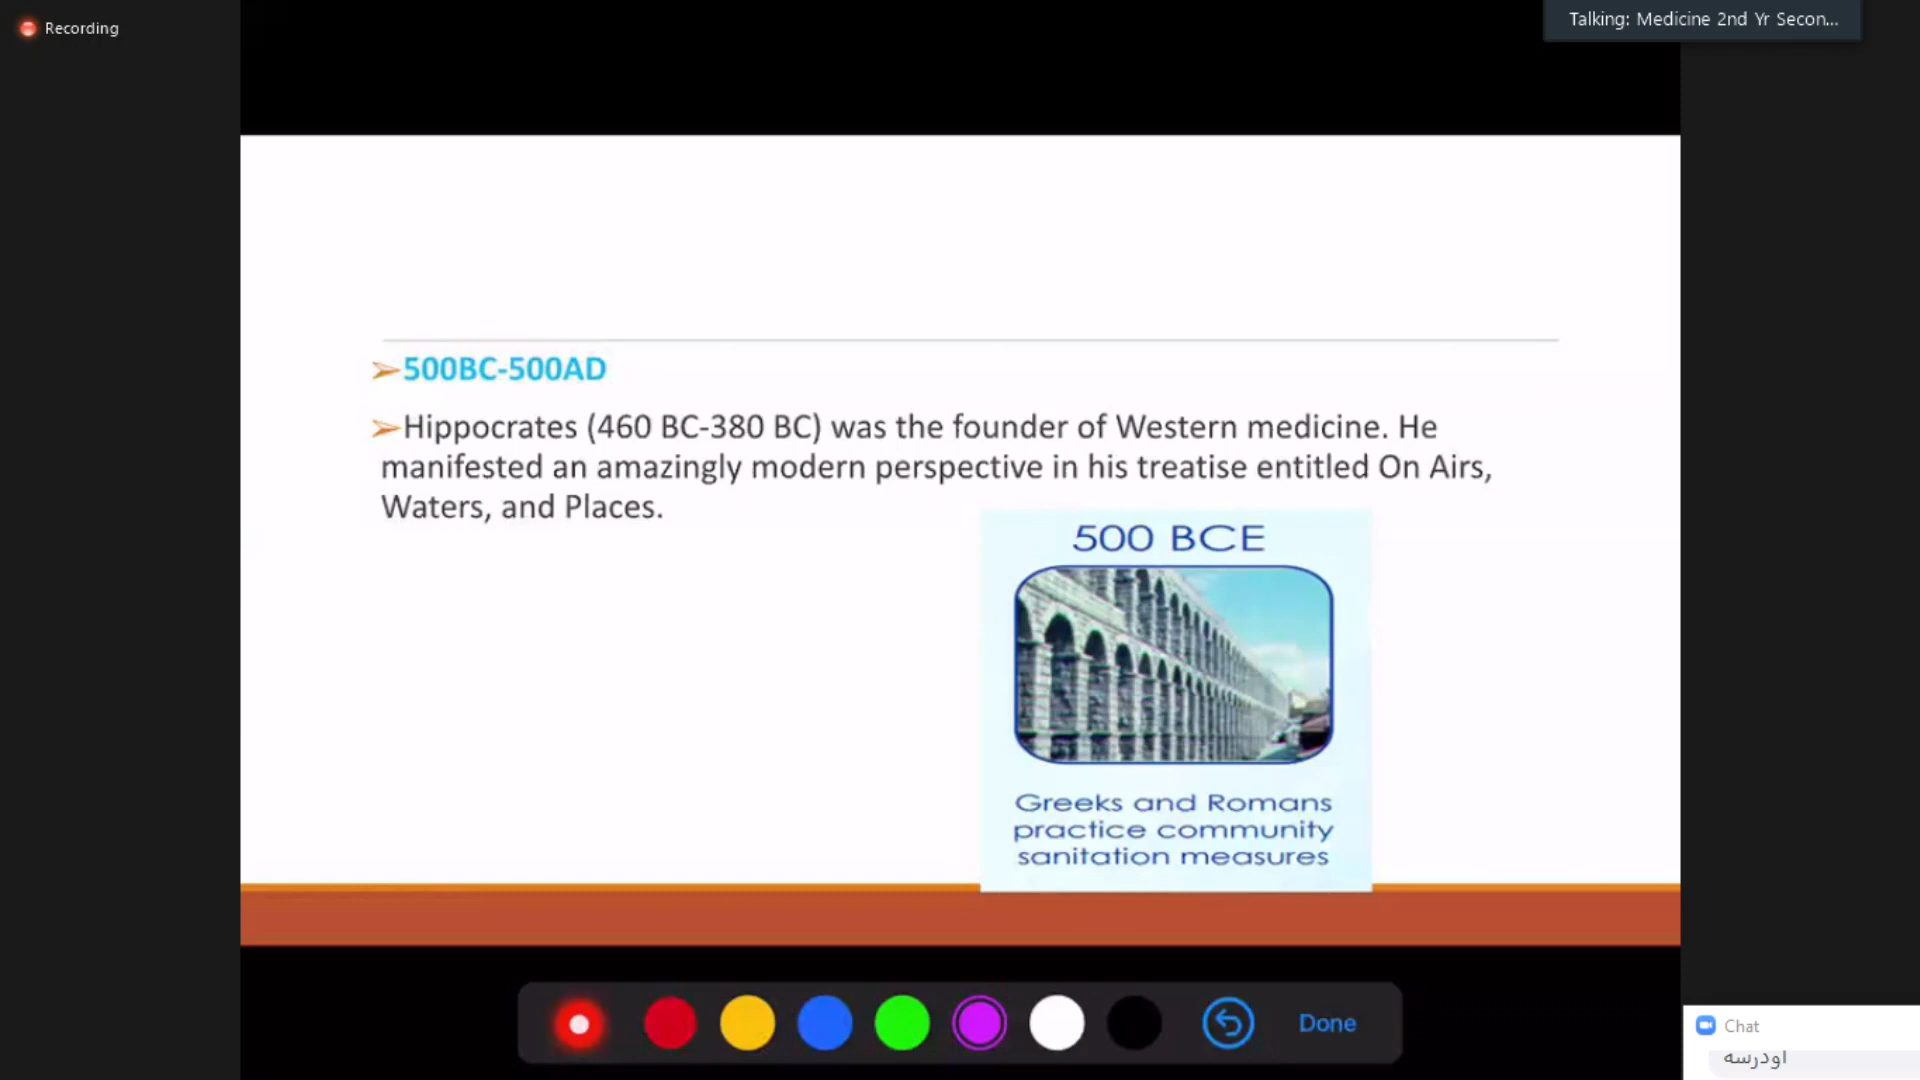 Recording
Talking: Medicine 2nd Yr Secon...
➢500BC-500AD
➢Hippocrates (460 BC-380 BC) was the founder of Western medicine. He
manifested an amazingly modern perspective in his treatise entitled On Airs,
Waters, and Places.
500 BCE
Greeks and Romans
practice community
sanitation measures
Done
Chat
اودرسه